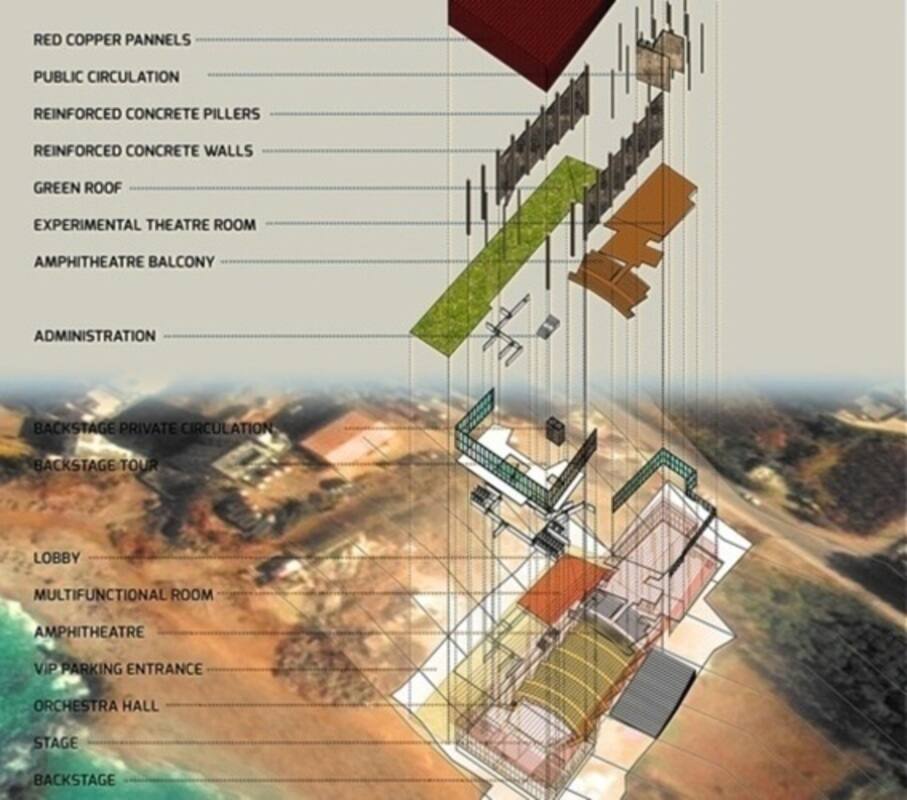 RED COPPER PANNELS
PUBLIC CIRCULATION
REINFORCED CONCRETE PILLERS
REINFORCED CONCRETE WALLS
GREEN ROOF
EXPERIMENTAL THEATRE ROOM
AMPHITHEATRE BALCONY
ADMINISTRATION
BACKSTAGE PRIVATE CIRCULATION
BACKSTAGE TOUR
LOBBY
MULTIFUNCTIONAL ROOM
AMPHITHEATRE
VIP PARKING ENTRANCE
ORCHESTRA HALL
STAGE
BACKSTAGE